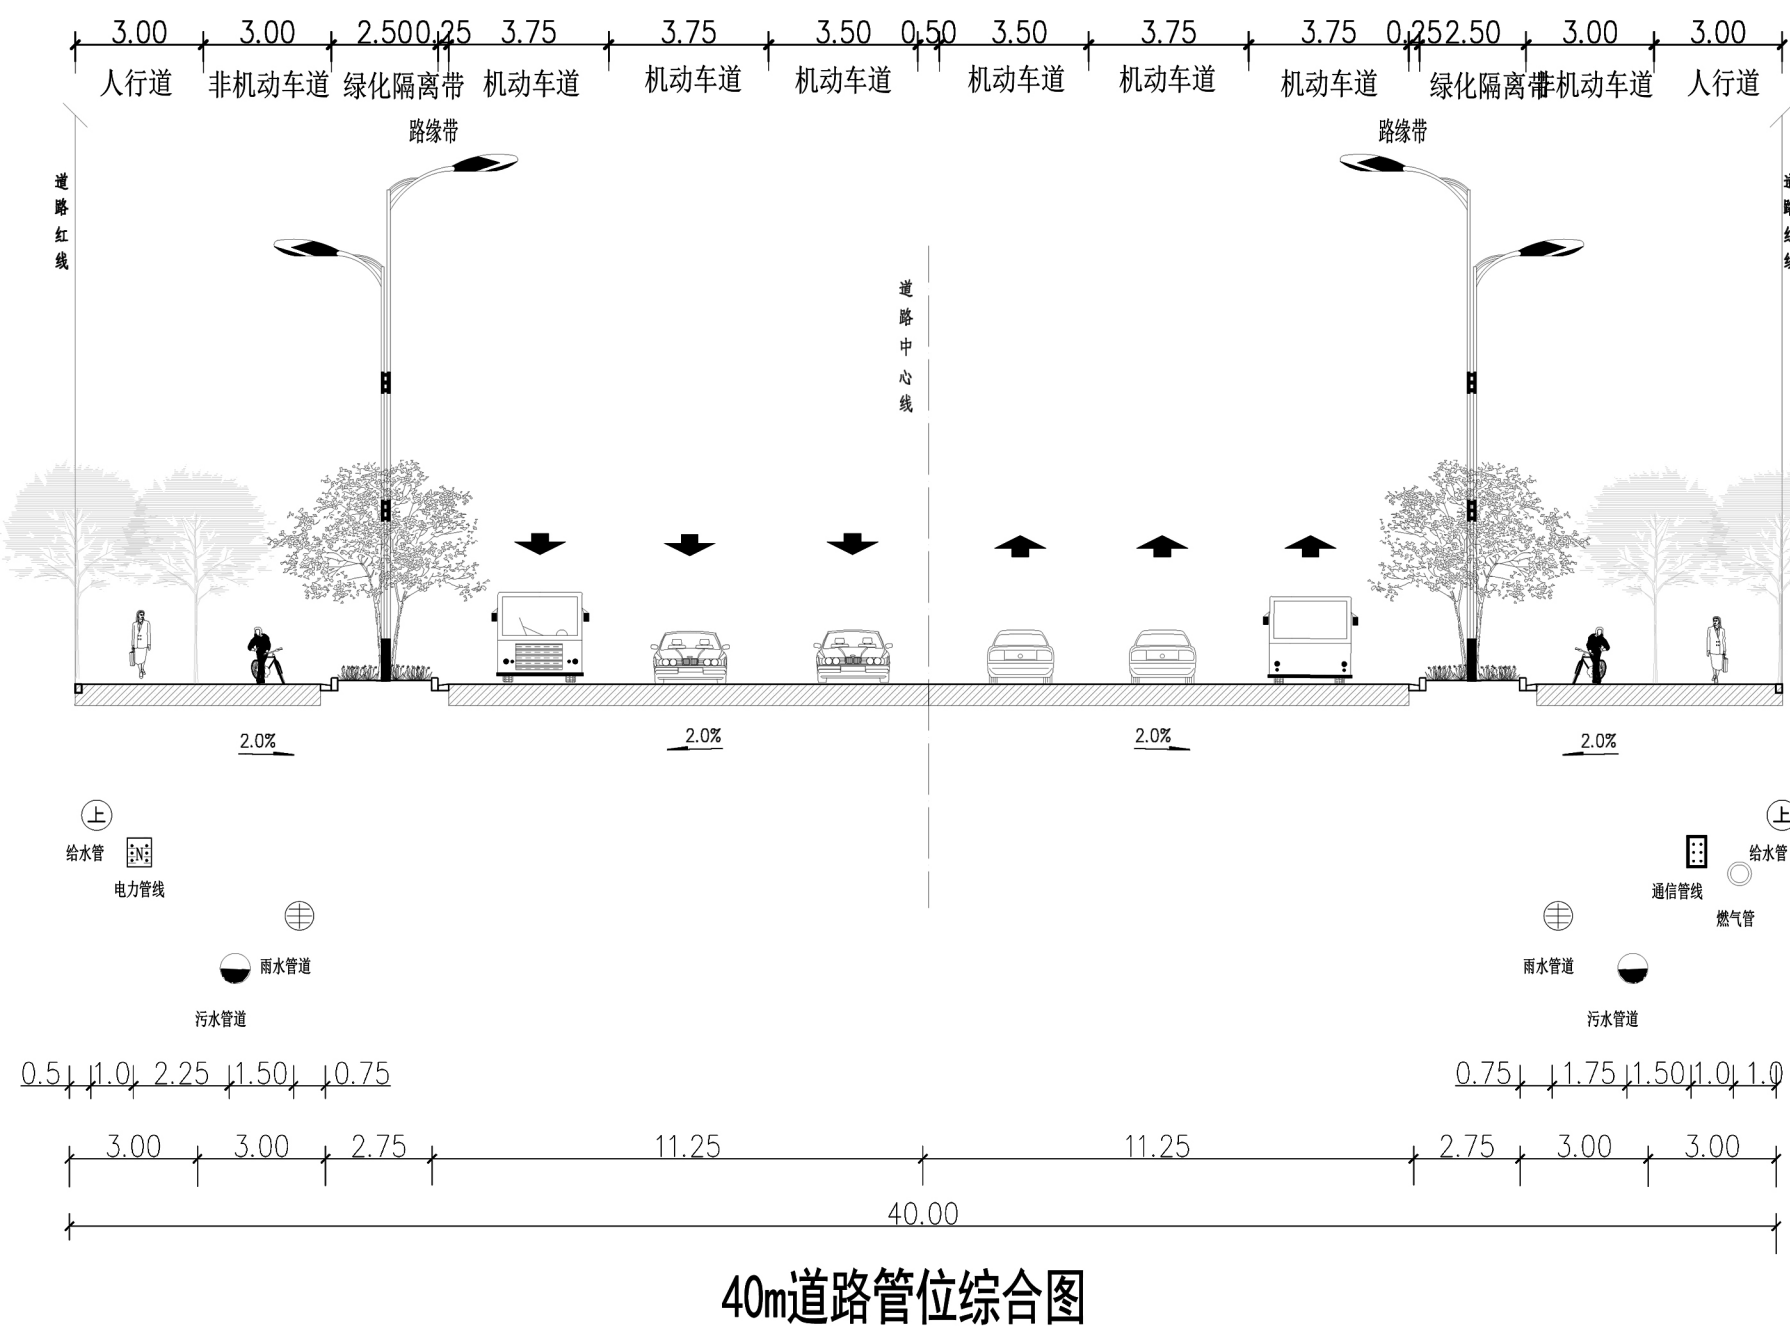 3.00 3.00 2.50 0.25 3.75 3.75 3.50 0.50 3.50 3.75 3.75 0.25 2.50 3.00 3.00
人行道 非机动车道 绿化隔离带 机动车道 机动车道 机动车道 机动车道 机动车道 机动车道 绿化隔离带 非机动车道 人行道
路缘带 路缘带
道路红线
道路中心线
道路红线
2.0% 2.0% 2.0% 2.0%
上 上
给水管 N 给水管
电力管线 通信管线
燃气管
雨水管道 雨水管道
污水管道 污水管道
0.5 1.0 2.25 1.50 0.75 0.75 1.75 1.50 1.0 1.0
3.00 3.00 2.75 11.25 11.25 2.75 3.00 3.00
40.00
40m道路管位综合图